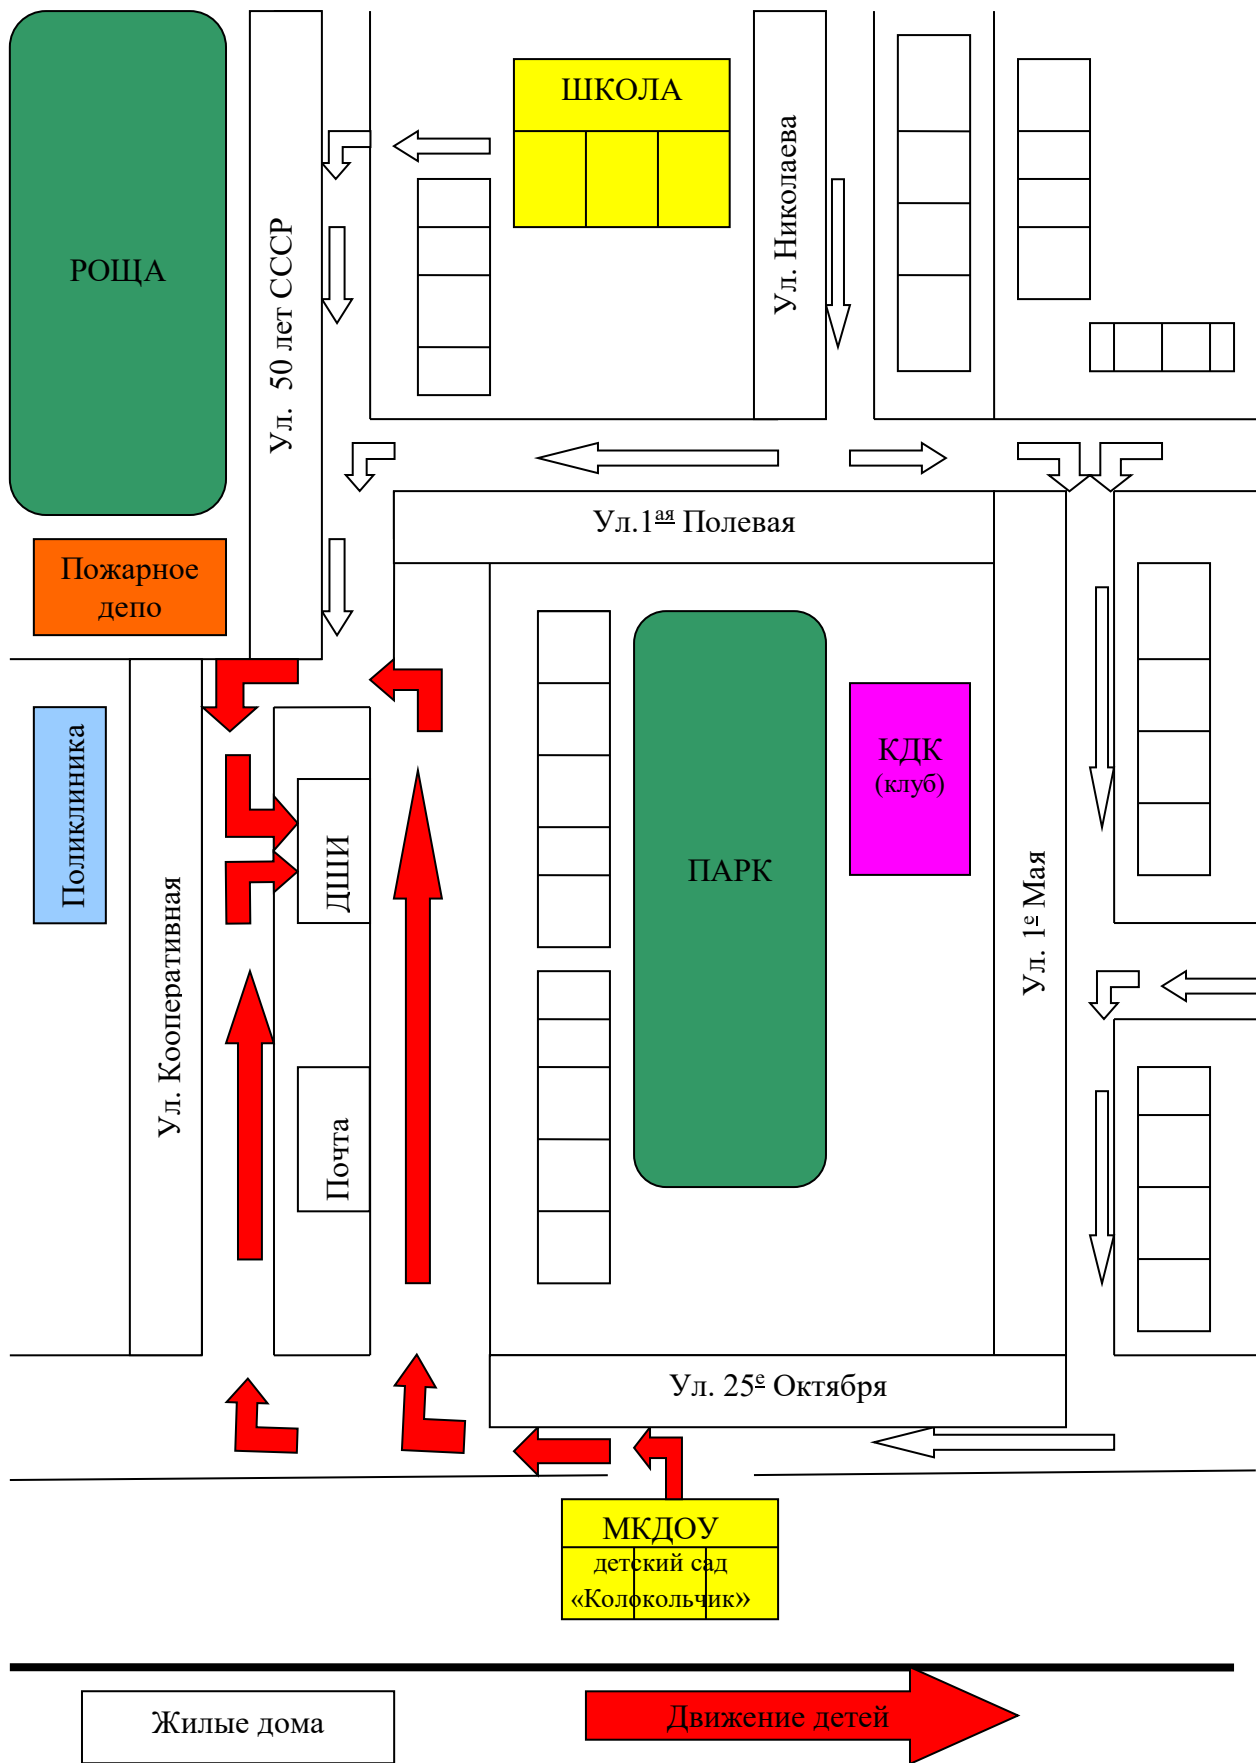 ШКОЛА
Ул. Николаева
РОЩА
Ул. 50 лет СССР
Ул.1ая Полевая
Пожарное
депо
Поликлиника
КДК
(клуб)
ДШИ
ПАРК
Ул. Кооперативная
Ул. 1е Мая
Почта
Ул. 25е Октября
МКДОУ
детский сад
«Колокольчик»
Жилые дома
Движение детей